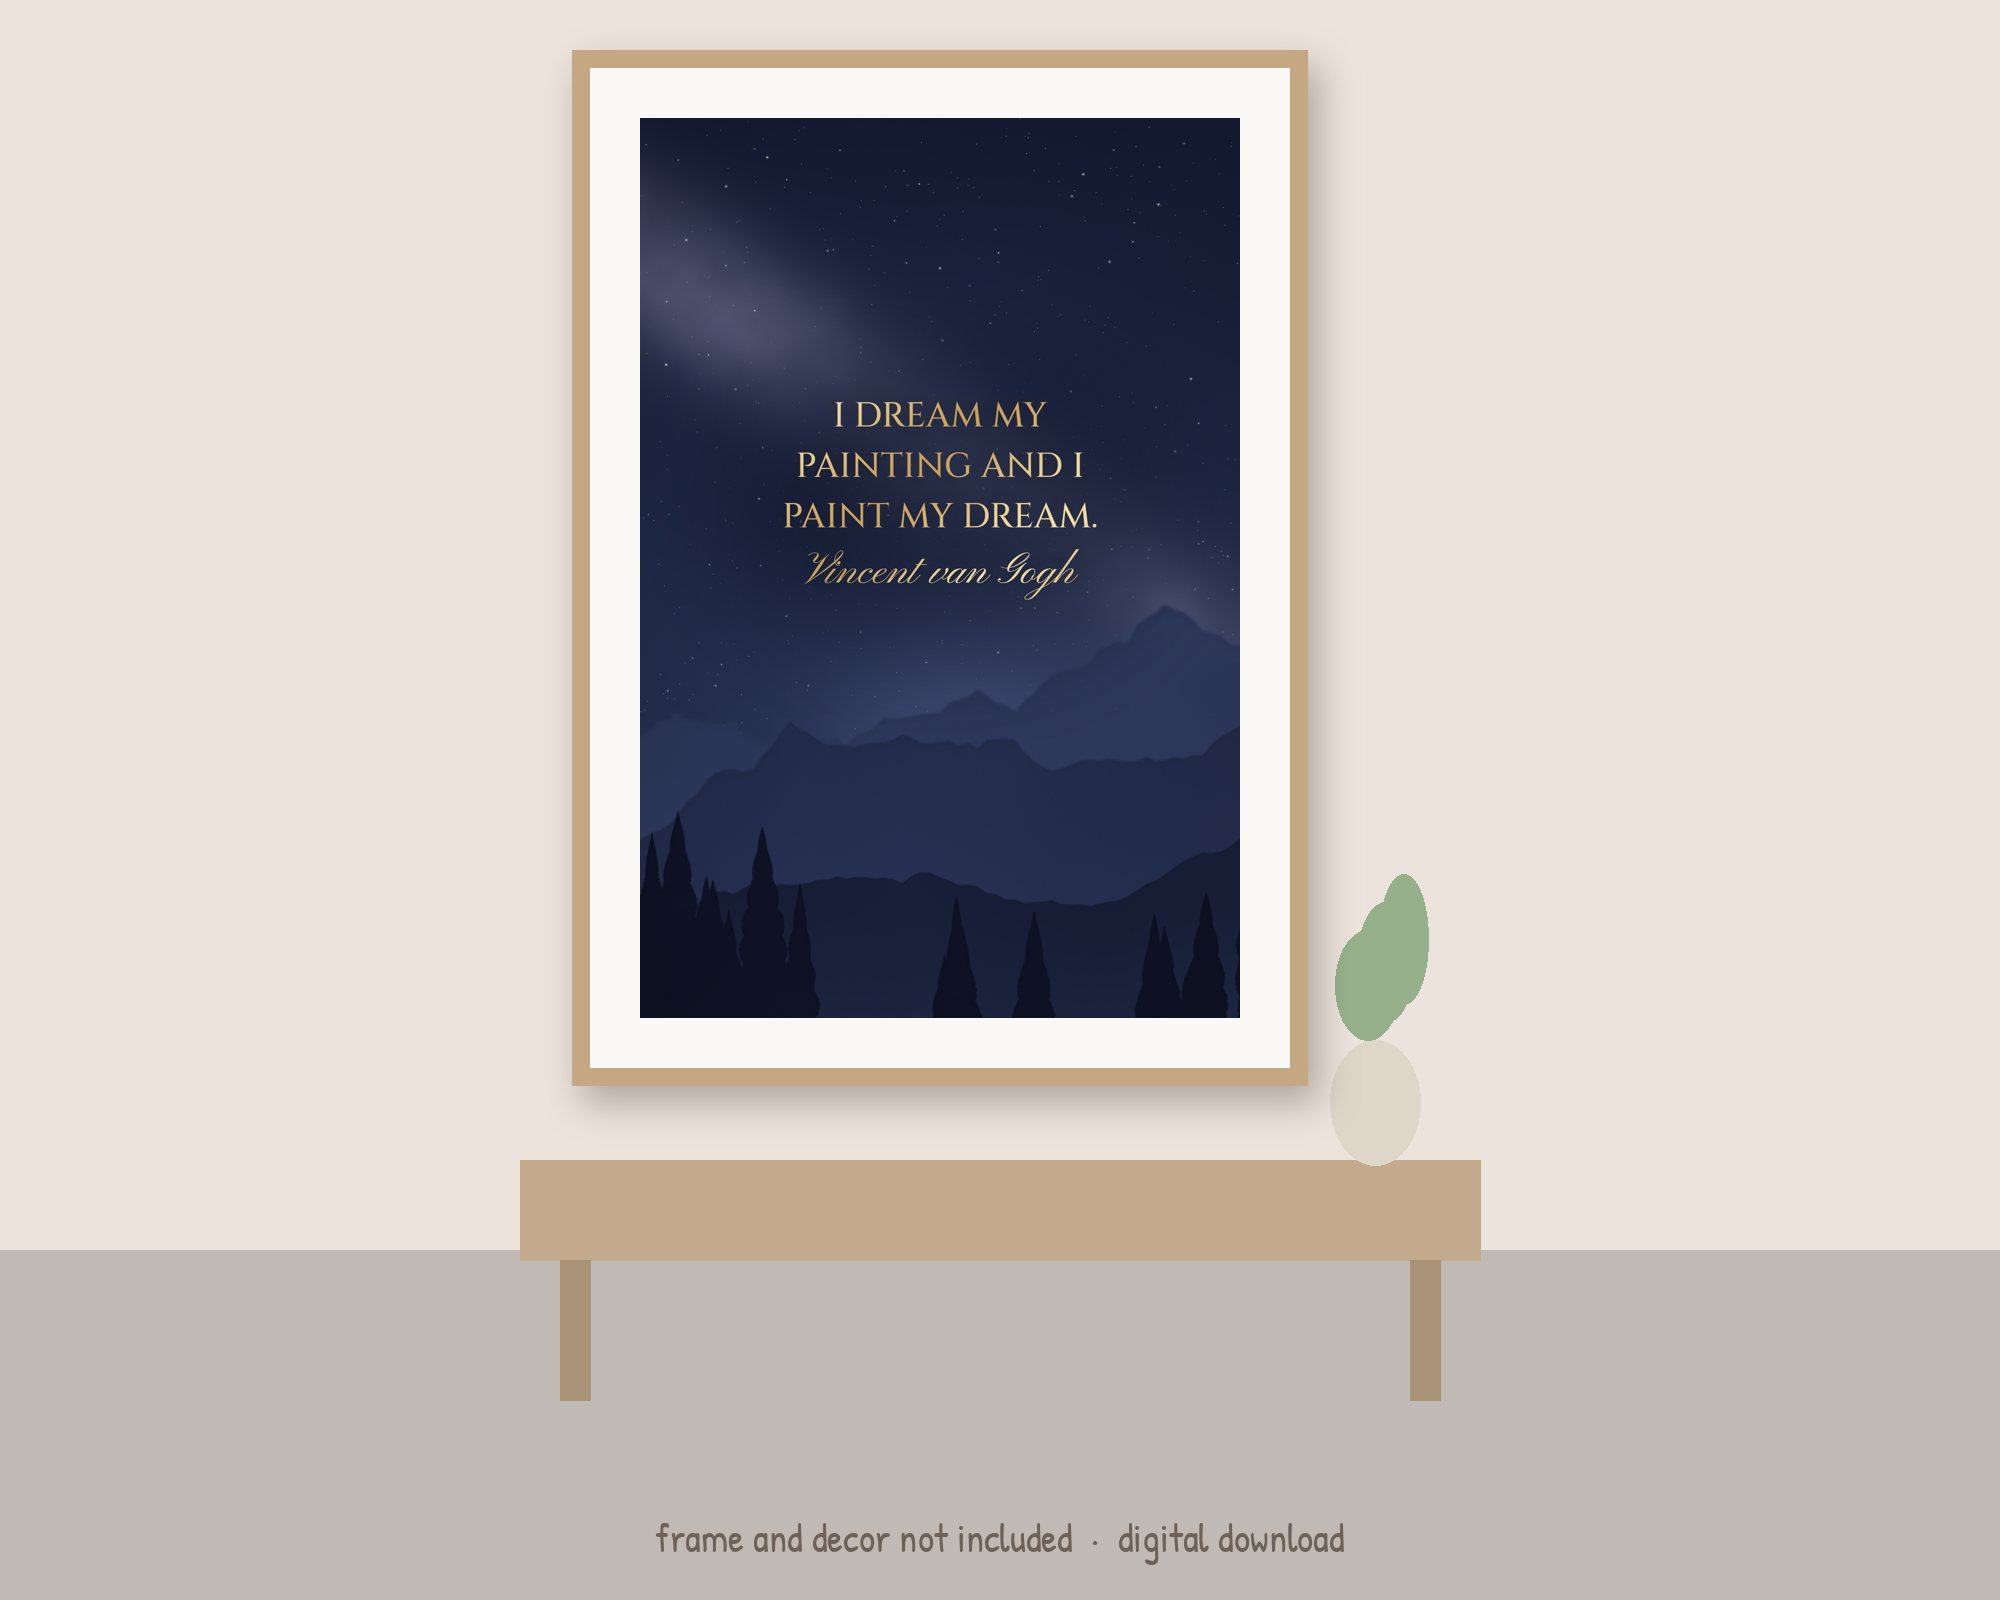 I DREAM MY
PAINTING AND I
PAINT MY DREAM.
Vincent van Gogh
frame and decor not included · digital download